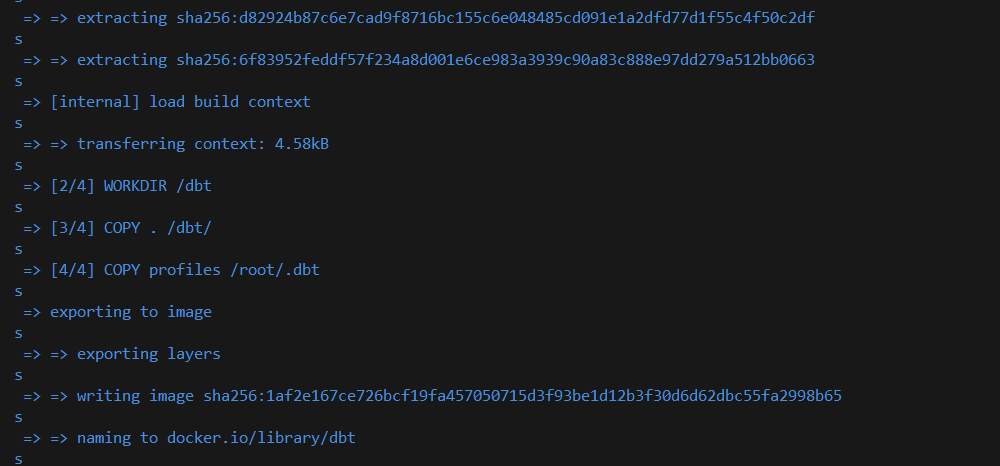 => => extracting sha256:d82924b87c6e7cad9f8716bc155c6e048485cd091e1a2dfd77d1f55c4f50c2df
s
=> => extracting sha256:6f83952feddf57f234a8d001e6ce983a3939c90a83c888e97dd279a512bb0663
s
=> [internal] load build context
s
=> => transferring context: 4.58kB
s
=> [2/4] WORKDIR /dbt
s
=> [3/4] COPY . /dbt/
s
=> [4/4] COPY profiles /root/.dbt
s
=> exporting to image
s
=> => exporting layers
s
=> => writing image sha256:1af2e167ce726bcf19fa457050715d3f93be1d12b3f30d6d62dbc55fa2998b65
s
=> => naming to docker.io/library/dbt
s